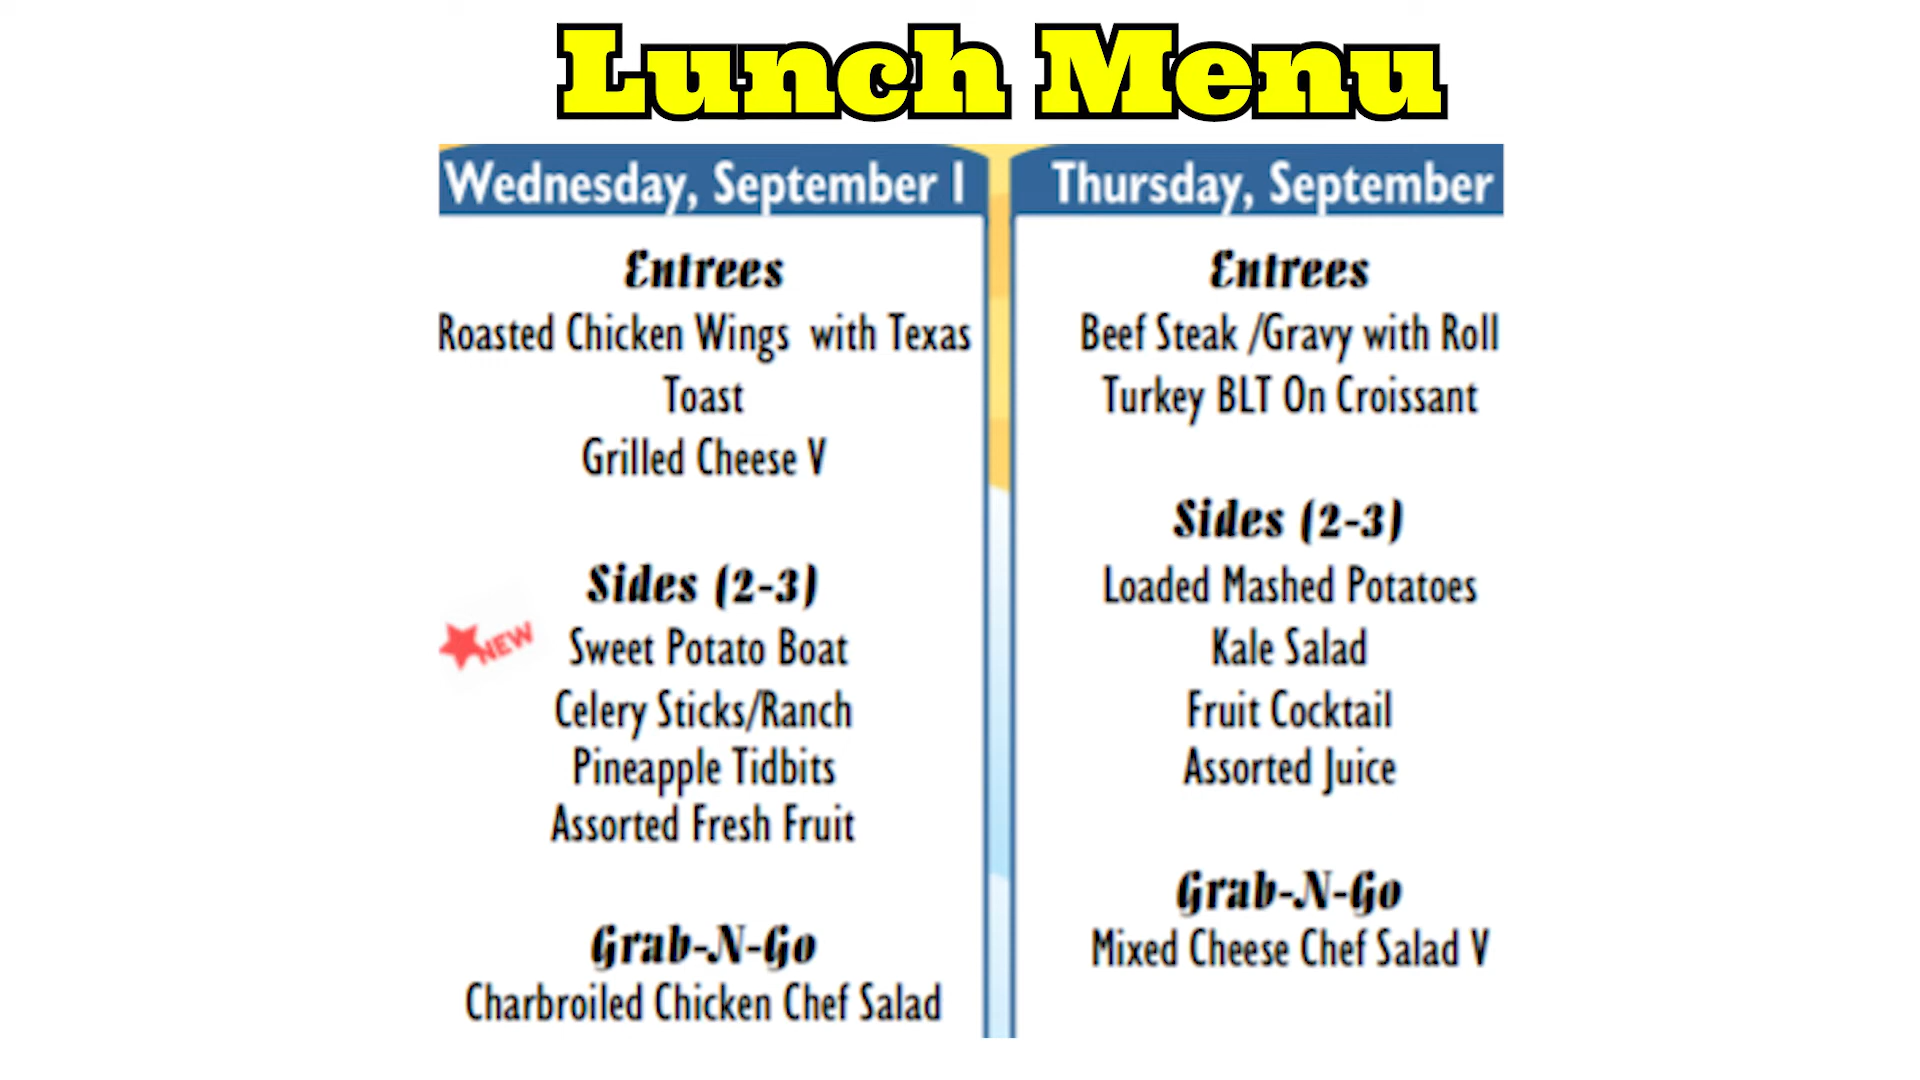 Lunch Menu
Wednesday, September 1
Entrees
Roasted Chicken Wings with Texas
Toast
Grilled Cheese V
Sides (2-3)
NEW
Sweet Potato Boat
Celery Sticks/Ranch
Pineapple Tidbits
Assorted Fresh Fruit
Grab-N-Go
Charbroiled Chicken Chef Salad
Thursday, September
Entrees
Beef Steak /Gravy with Roll
Turkey BLT On Croissant
Sides (2-3)
Loaded Mashed Potatoes
Kale Salad
Fruit Cocktail
Assorted Juice
Grab-N-Go
Mixed Cheese Chef Salad V